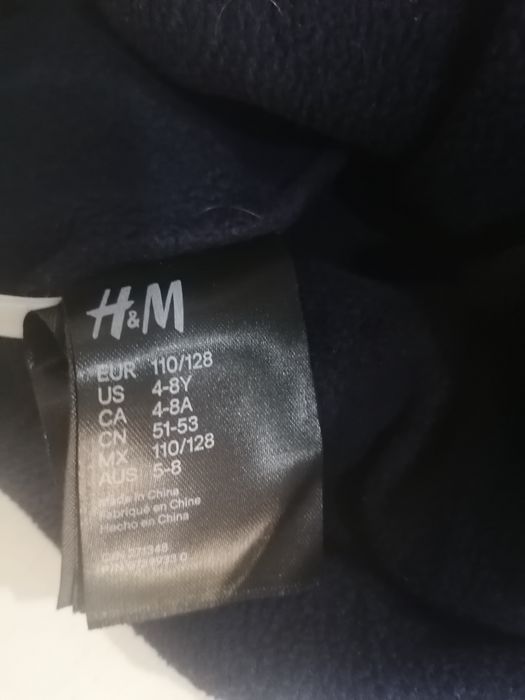 H&M
EUR 110/128
US 4-8Y
CA 4-8A
CN 51-53
MX 110/128
AUS 5-8
Made in China
Fabriqué en Chine
Hecho en China